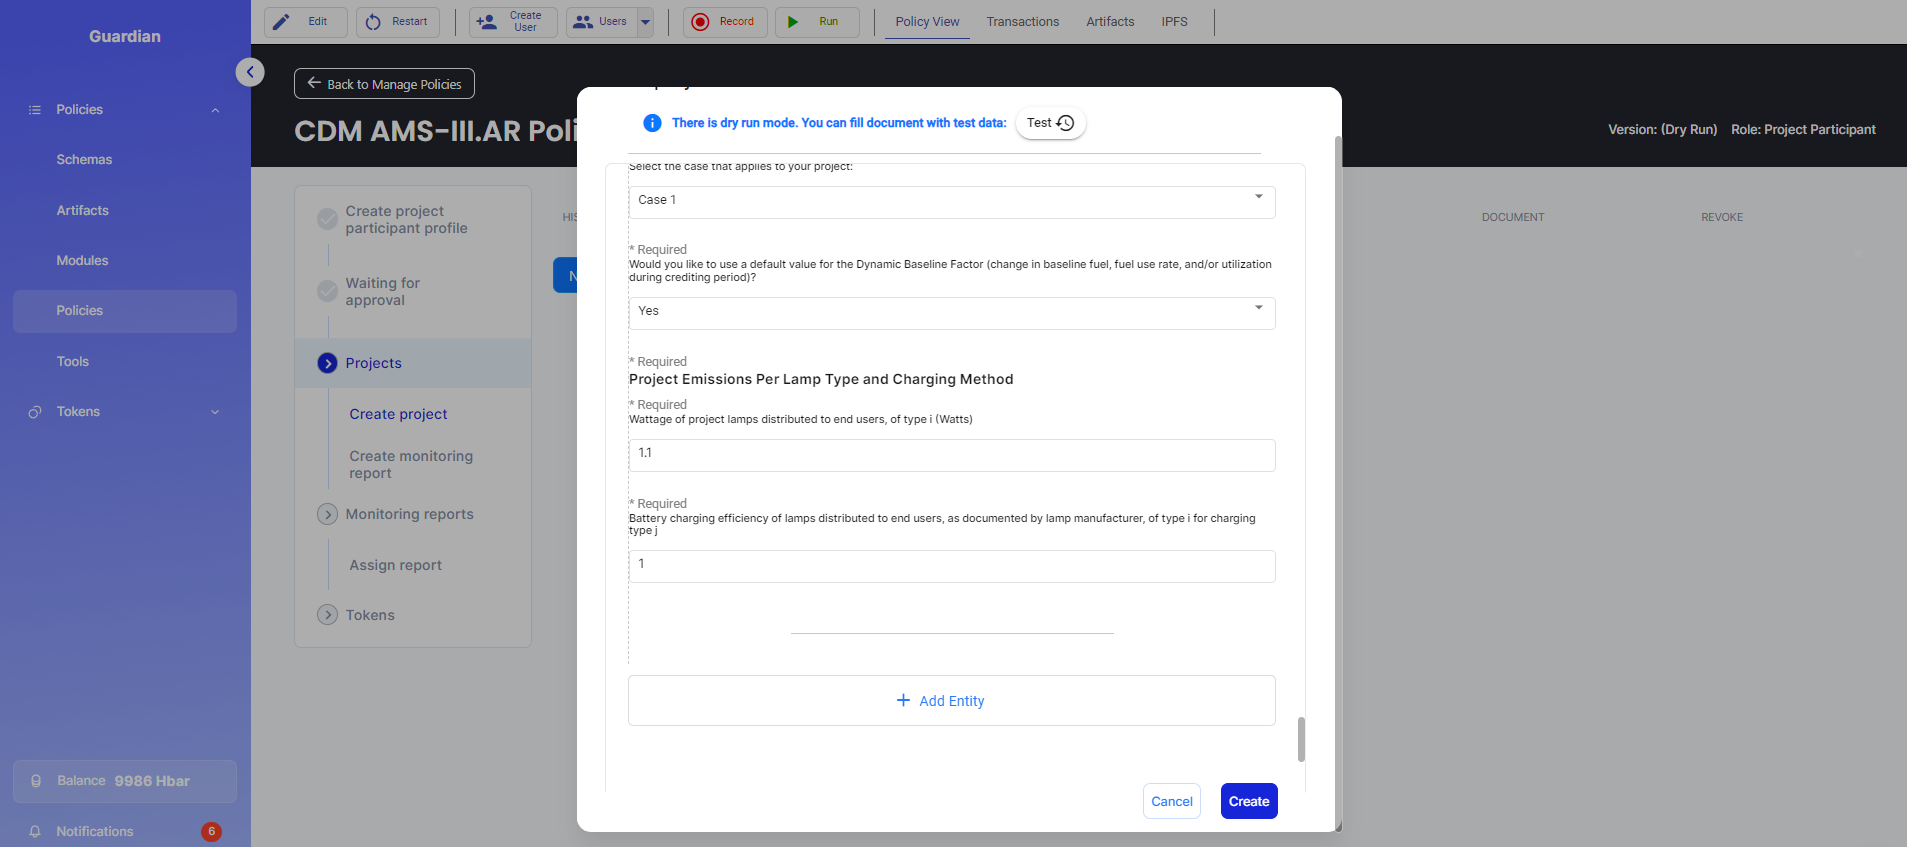 Guardian
Policies
Schemas
Artifacts
Modules
Policies
Tools
Tokens
Balance 9986 Hbar
Notifications 6
Edit
Restart
Create User
Users
Record
Run
Policy View
Transactions
Artifacts
IPFS
Back to Manage Policies
CDM AMS-III.AR Poli
Version: (Dry Run) Role: Project Participant
Create project
participant profile
Waiting for
approval
Projects
Create project
Create monitoring
report
Monitoring reports
Assign report
Tokens
HIS
DOCUMENT
REVOKE
N
There is dry run mode. You can fill document with test data:
Test
Select the case that applies to your project:
Case 1
* Required
Would you like to use a default value for the Dynamic Baseline Factor (change in baseline fuel, fuel use rate, and/or utilization
during crediting period)?
Yes
* Required
Project Emissions Per Lamp Type and Charging Method
* Required
Wattage of project lamps distributed to end users, of type i (Watts)
1.1
* Required
Battery charging efficiency of lamps distributed to end users, as documented by lamp manufacturer, of type i for charging
type j
1
+ Add Entity
Cancel
Create